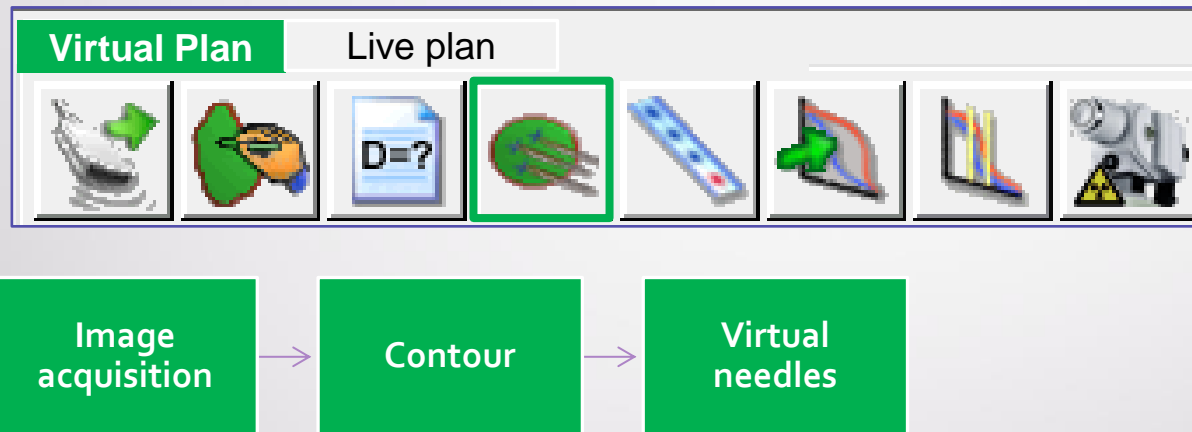 Virtual Plan Live plan
D=?
Image
acquisition
Contour
Virtual
needles